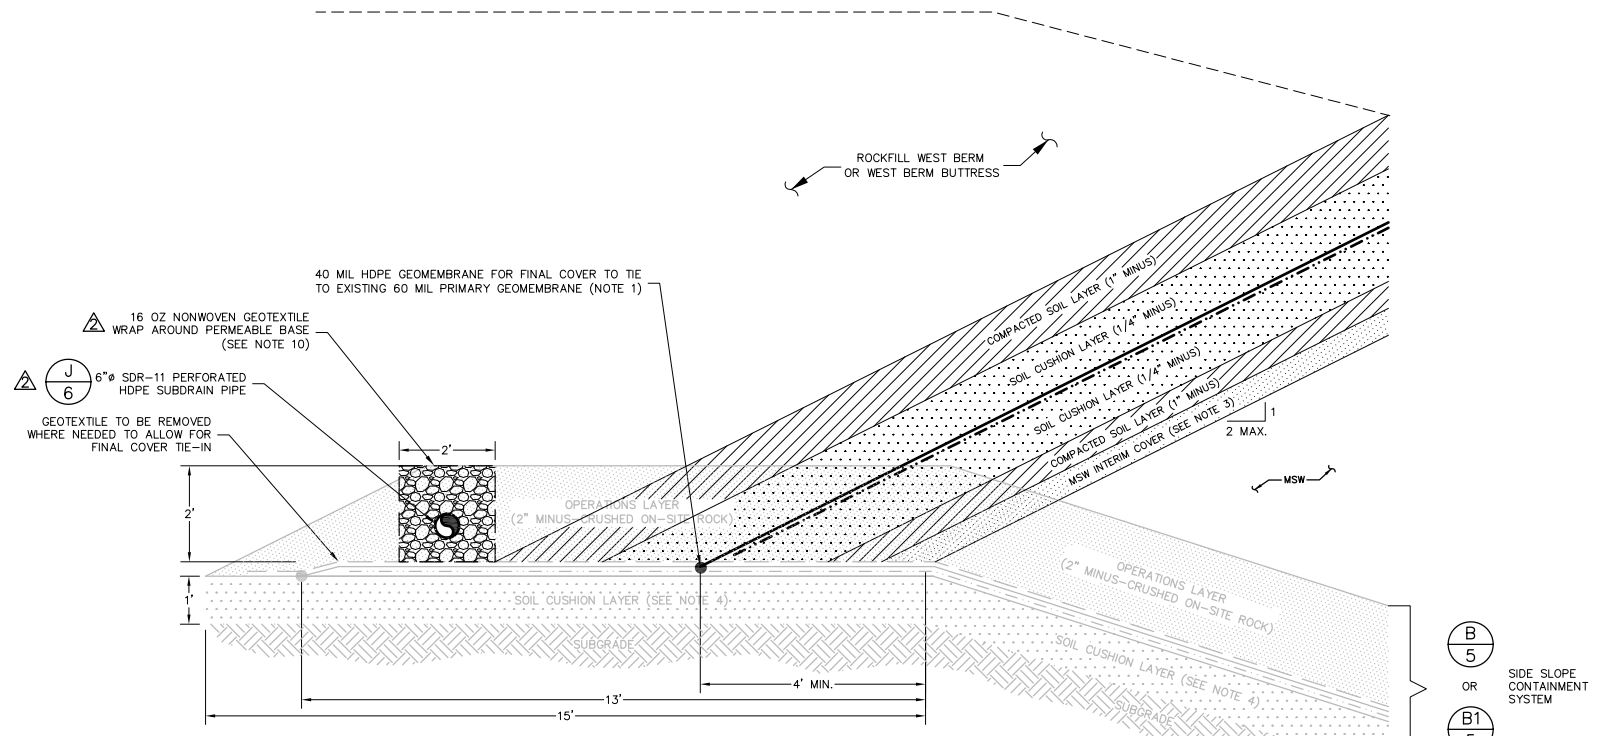 ROCKFILL WEST BERM
OR WEST BERM BUTTRESS
40 MIL HDPE GEOMEMBRANE FOR FINAL COVER TO TIE
TO EXISTING 60 MIL PRIMARY GEOMEMBRANE (NOTE 1)
2
16 OZ NONWOVEN GEOTEXTILE
WRAP AROUND PERMEABLE BASE
(SEE NOTE 10)
2
J
6
6"ø SDR-11 PERFORATED
HDPE SUBDRAIN PIPE
GEOTEXTILE TO BE REMOVED
WHERE NEEDED TO ALLOW FOR
FINAL COVER TIE-IN
COMPACTED SOIL LAYER (1" MINUS)
SOIL CUSHION LAYER (1/4" MINUS)
SOIL CUSHION LAYER (1/4" MINUS)
COMPACTED SOIL LAYER (1" MINUS)
MSW INTERIM COVER (SEE NOTE 3)
1
2 MAX.
MSW
2'
2'
OPERATIONS LAYER
(2" MINUS-CRUSHED ON-SITE ROCK)
1'
SOIL CUSHION LAYER (SEE NOTE 4)
SUBGRADE
OPERATIONS LAYER
(2" MINUS-CRUSHED ON-SITE ROCK)
SOIL CUSHION LAYER (SEE NOTE 4)
SUBGRADE
4' MIN.
13'
15'
B
5
OR
B1
SIDE SLOPE
CONTAINMENT
SYSTEM